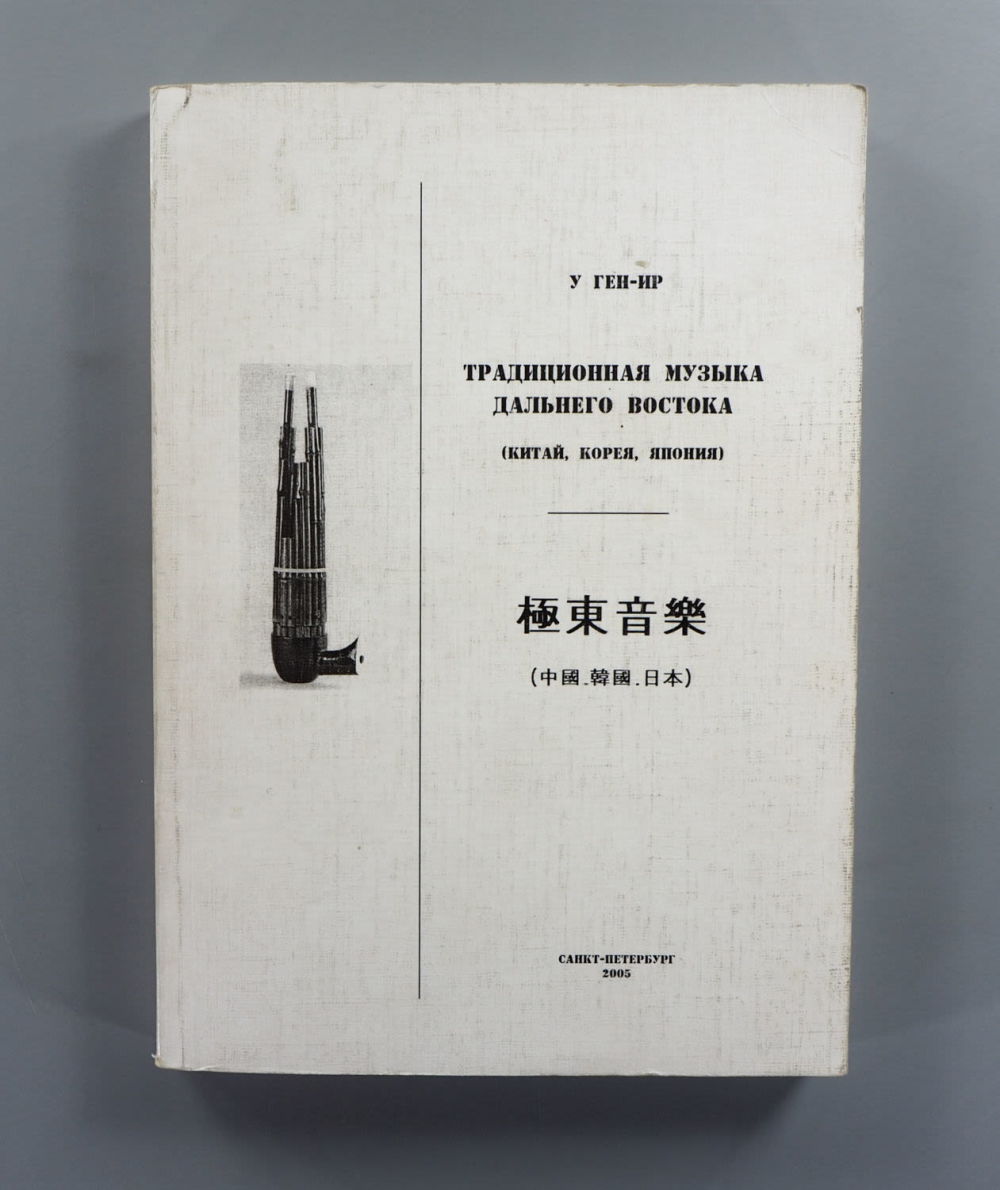 У ГЕН-ИР
ТРАДИЦИОННАЯ МУЗЫКА
ДАЛЬНЕГО ВОСТОКА
(КИТАЙ, КОРЕЯ, ЯПОНИЯ)
極東音樂
(中國.韓國.日本)
САНКТ-ПЕТЕРБУРГ
2005